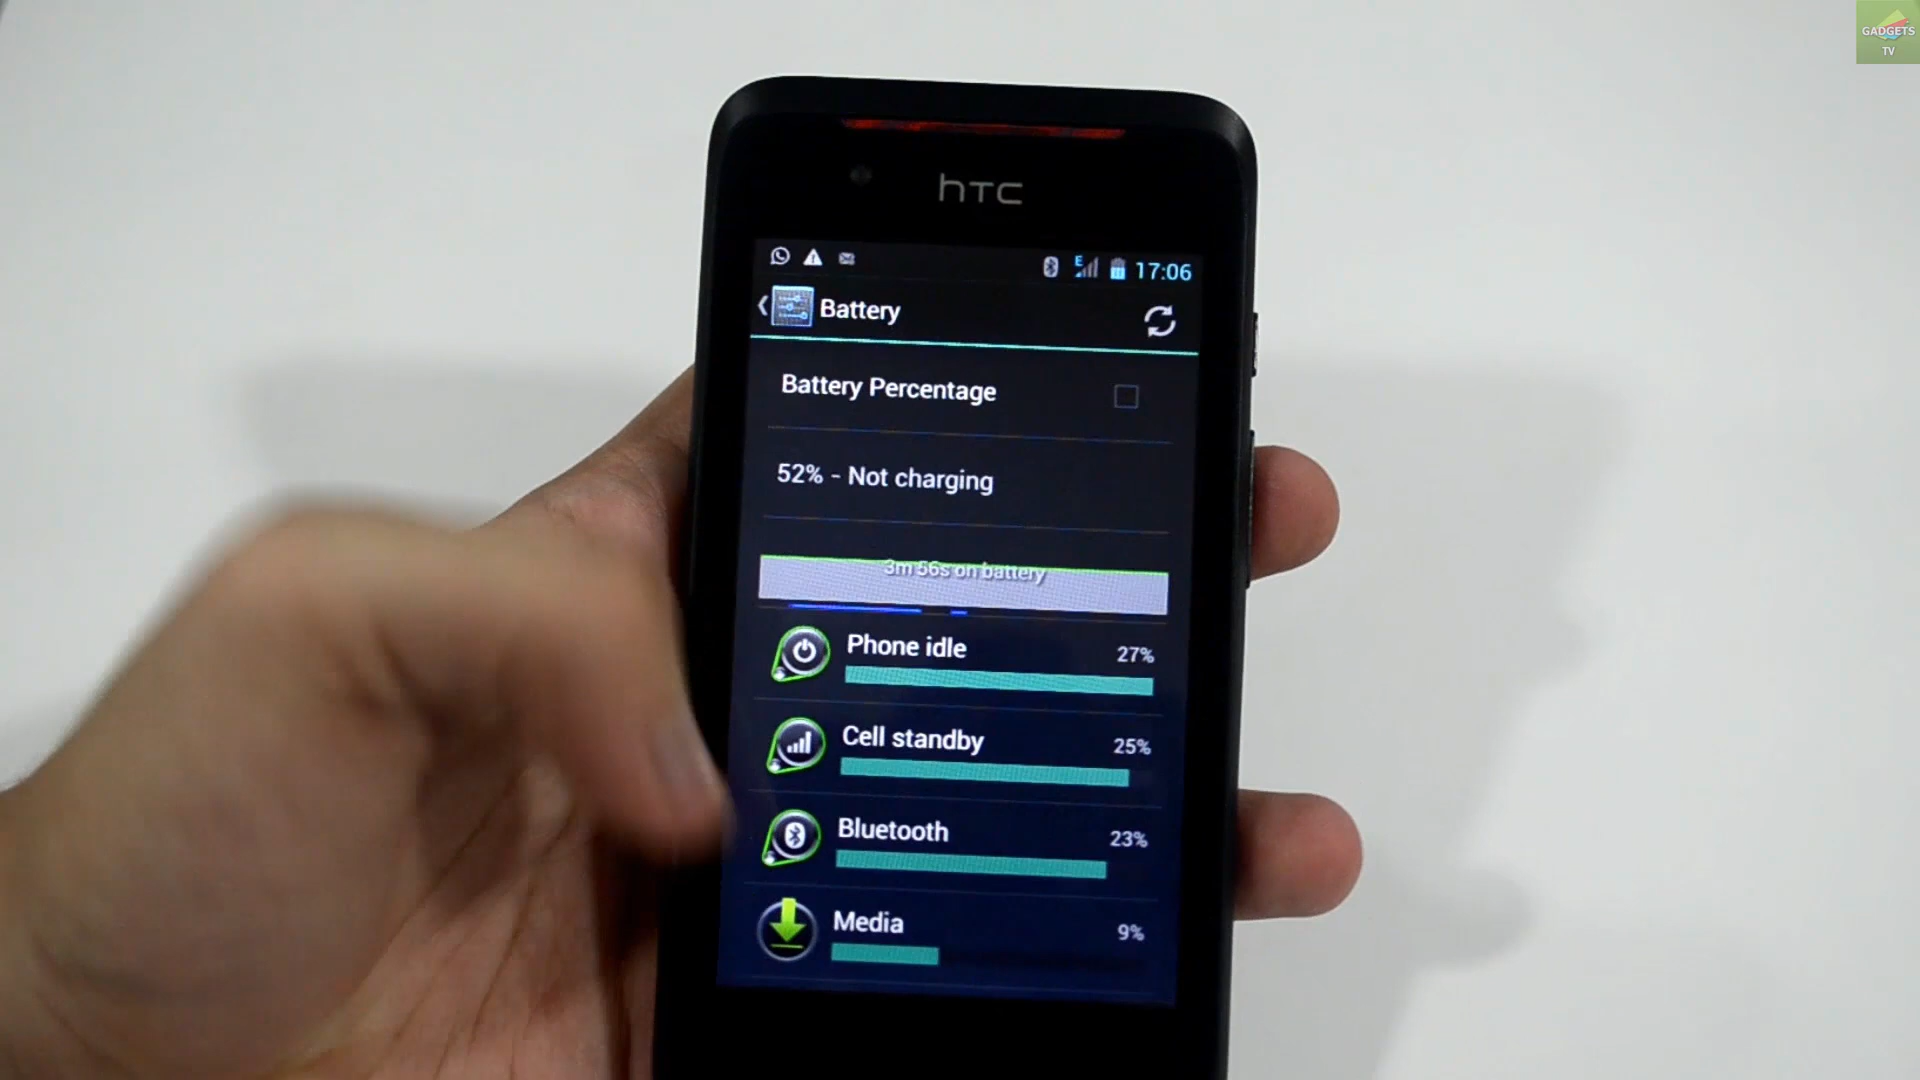 GADGETS
TV
hTC
E 17:06
Battery
Battery Percentage
52% - Not charging
3m 56s on battery
Phone idle 27%
Cell standby 25%
Bluetooth 23%
Media 9%